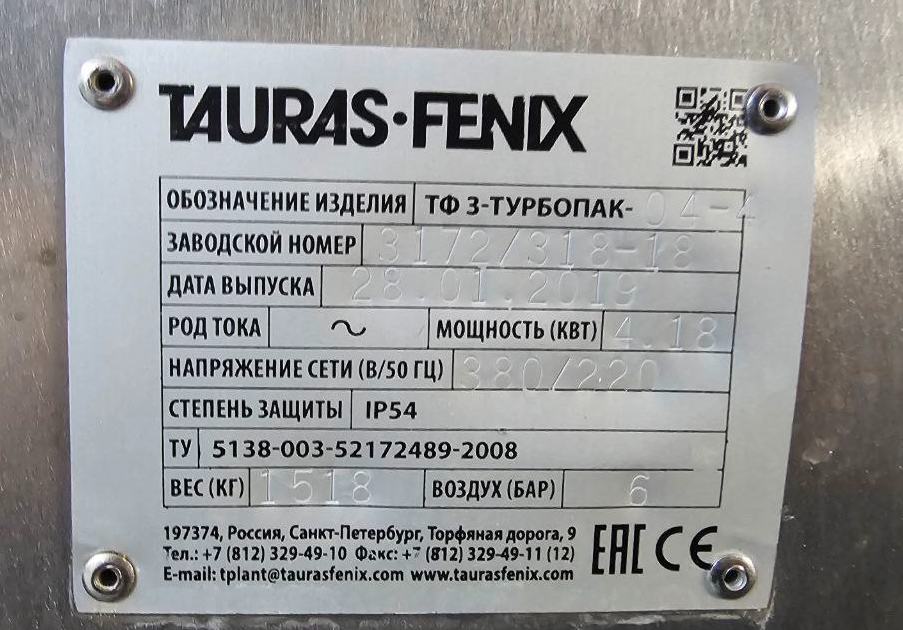 TAURAS·FENIX
ОБОЗНАЧЕНИЕ ИЗДЕЛИЯ ТФ 3-ТУРБОПАК-04-4
ЗАВОДСКОЙ НОМЕР 3172/318-18
ДАТА ВЫПУСКА 28.01.2019
РОД ТОКА ~ МОЩНОСТЬ (КВТ) 4.18
НАПРЯЖЕНИЕ СЕТИ (В/50 ГЦ) 380/220
СТЕПЕНЬ ЗАЩИТЫ IP54
ТУ 5138-003-52172489-2008
ВЕС (КГ) 1518 ВОЗДУХ (БАР) 6
197374, Россия, Санкт-Петербург, Торфяная дорога, 9
Тел.: +7 (812) 329-49-10 Факс: +7 (812) 329-49-11 (12)
E-mail: tplant@taurasfenix.com www.taurasfenix.com
EAC CE